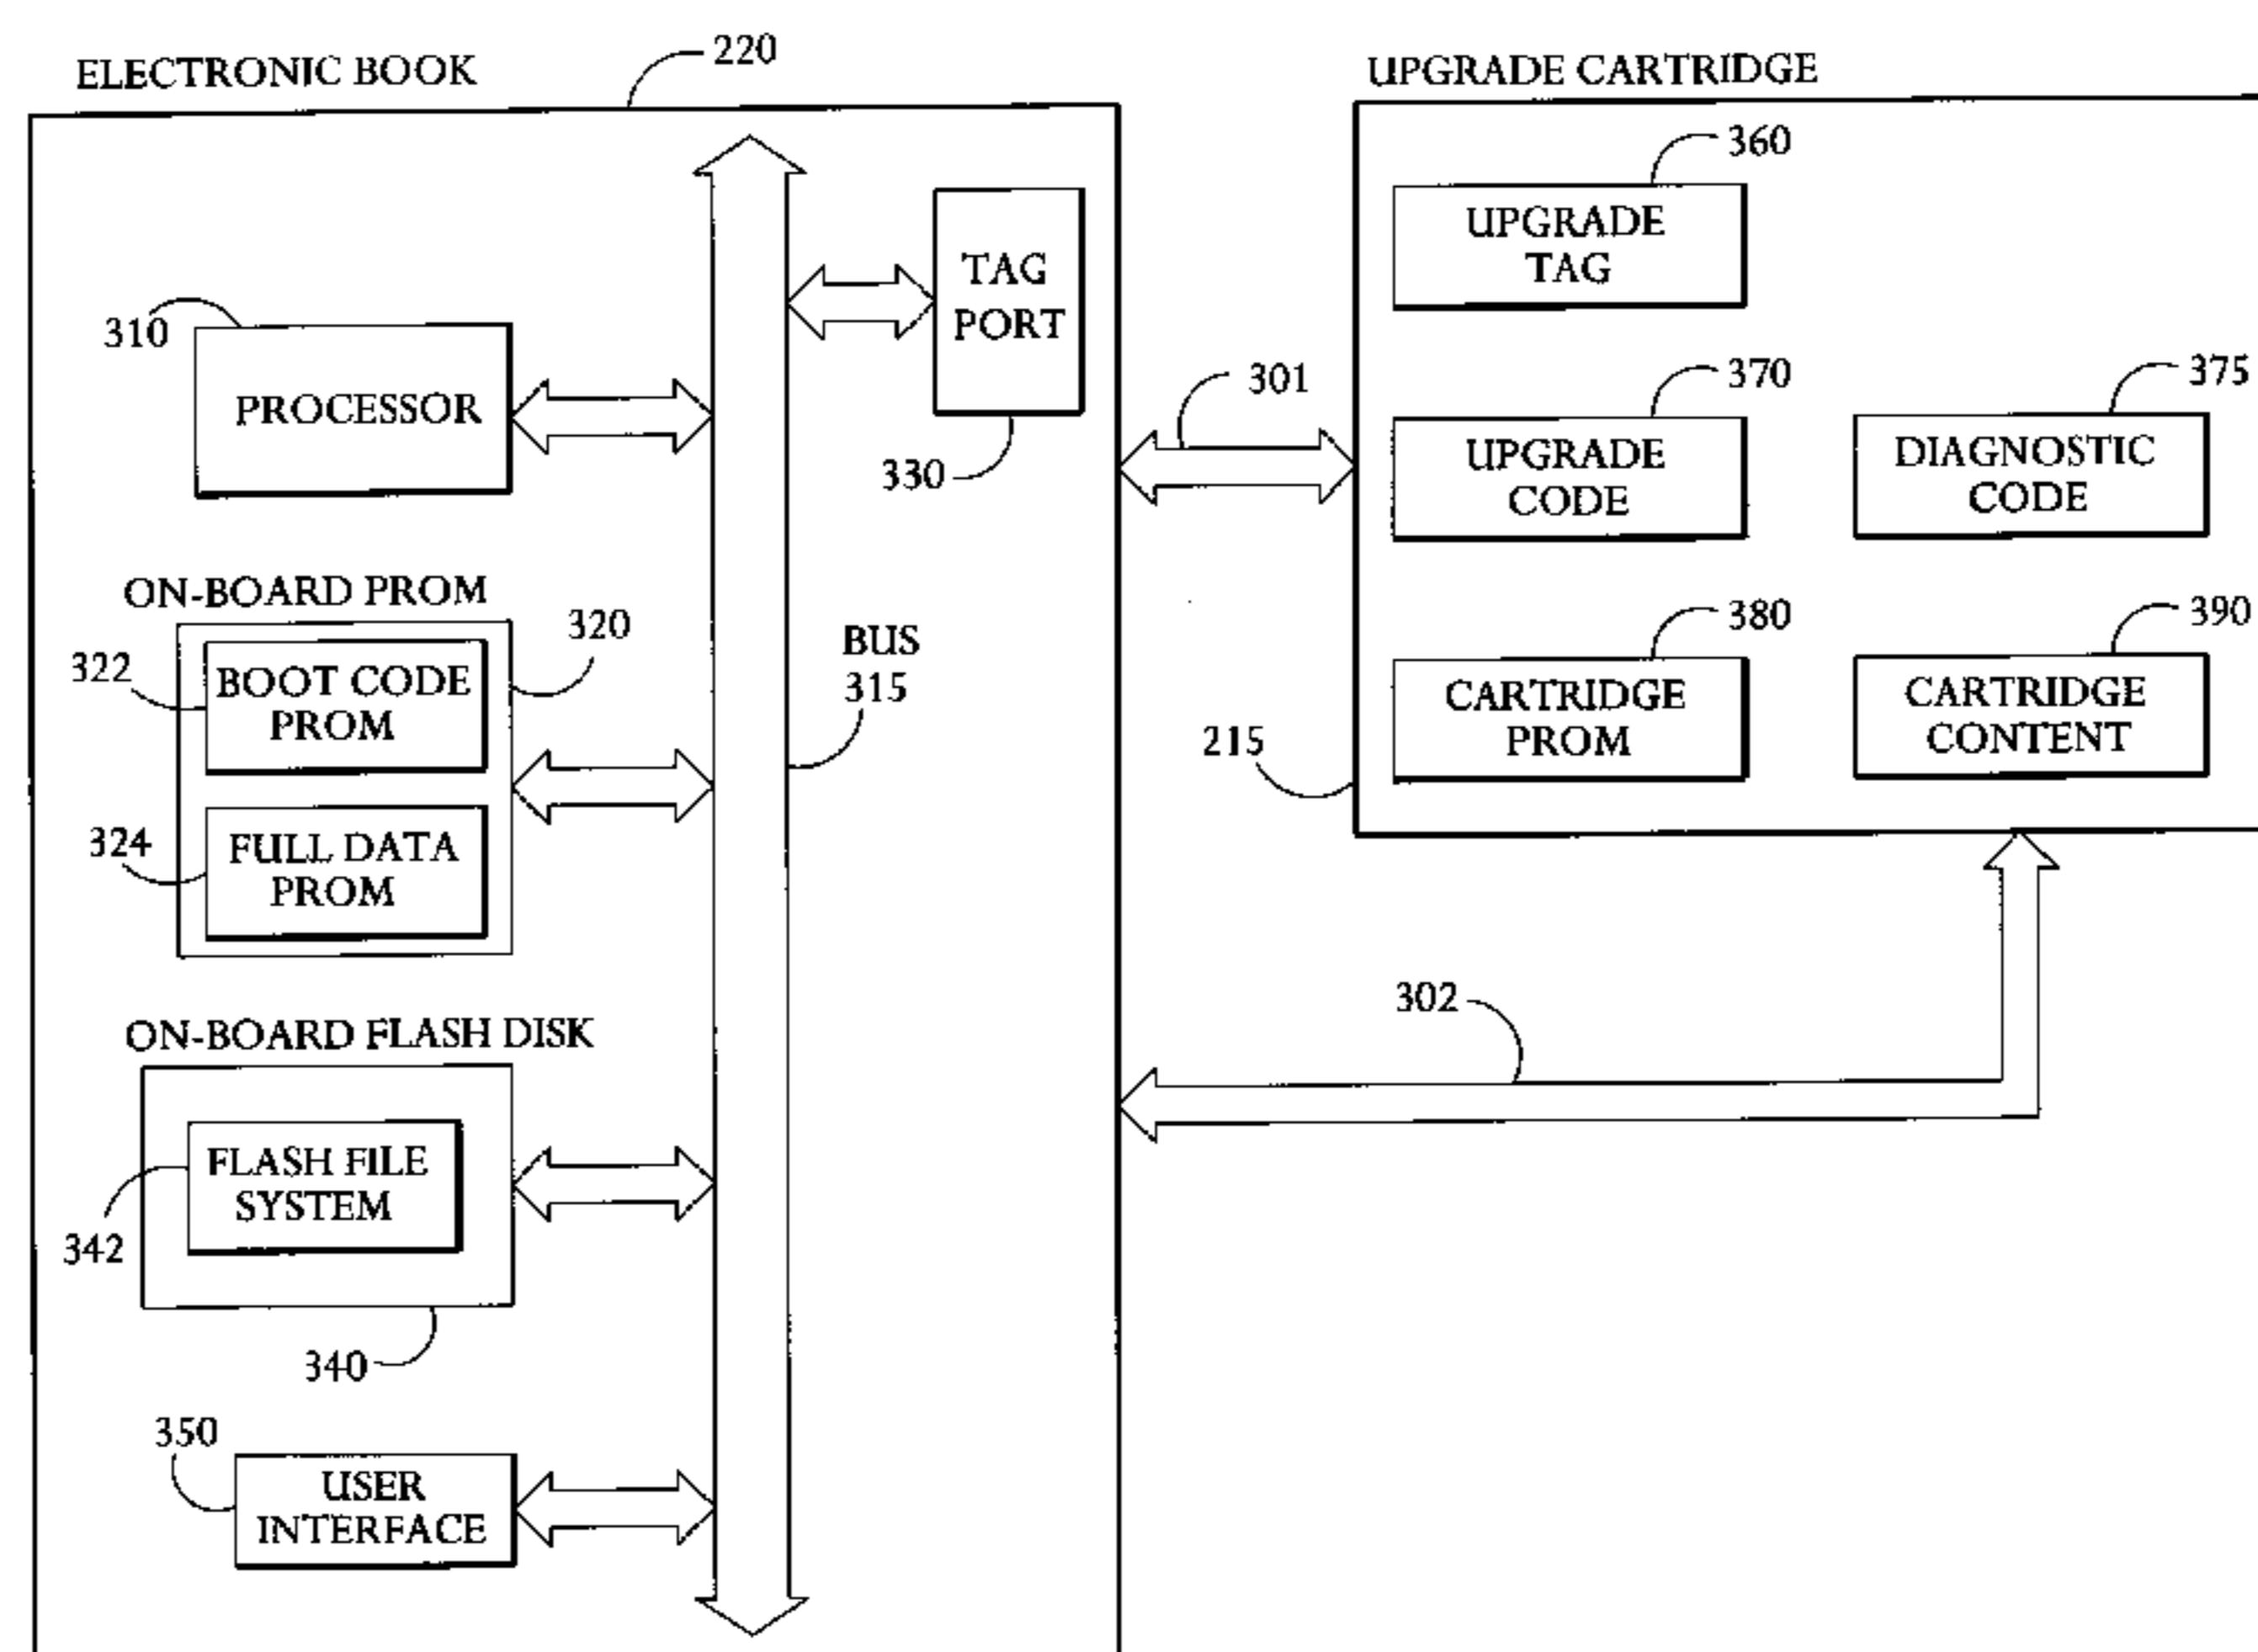 ELECTRONIC BOOK
220
310
PROCESSOR
TAG
PORT
330
ON-BOARD PROM
320
322
BOOT CODE
PROM
324
FULL DATA
PROM
BUS
315
ON-BOARD FLASH DISK
FLASH FILE
SYSTEM
342
340
350
USER
INTERFACE
301
302
UPGRADE CARTRIDGE
360
UPGRADE
TAG
370
UPGRADE
CODE
375
DIAGNOSTIC
CODE
380
CARTRIDGE
PROM
390
CARTRIDGE
CONTENT
215